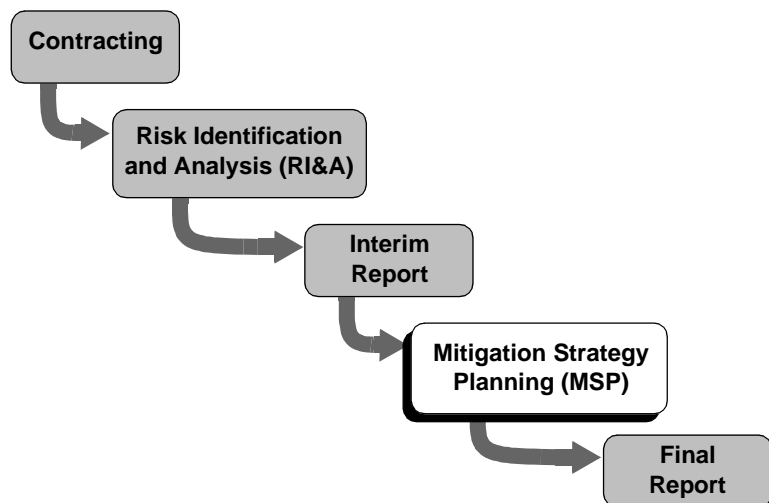 Contracting
Risk Identification
and Analysis (RI&A)
Interim
Report
Mitigation Strategy
Planning (MSP)
Final
Report